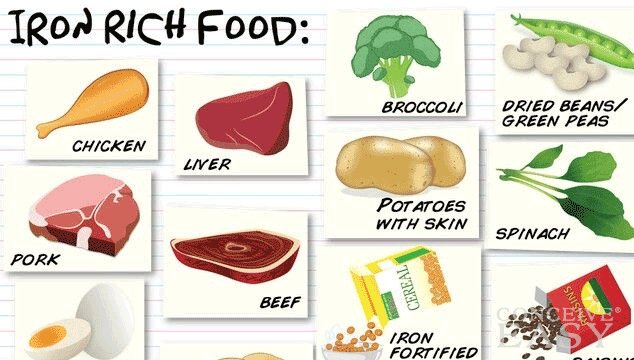 IRON RICH FOOD:
CHICKEN
LIVER
BROCCOLI
DRIED BEANS/
GREEN PEAS
PORK
BEEF
POTATOES
WITH SKIN
SPINACH
CEREAL
IRON
FORTIFIED
RAISINS
CONCEIVE
EASY